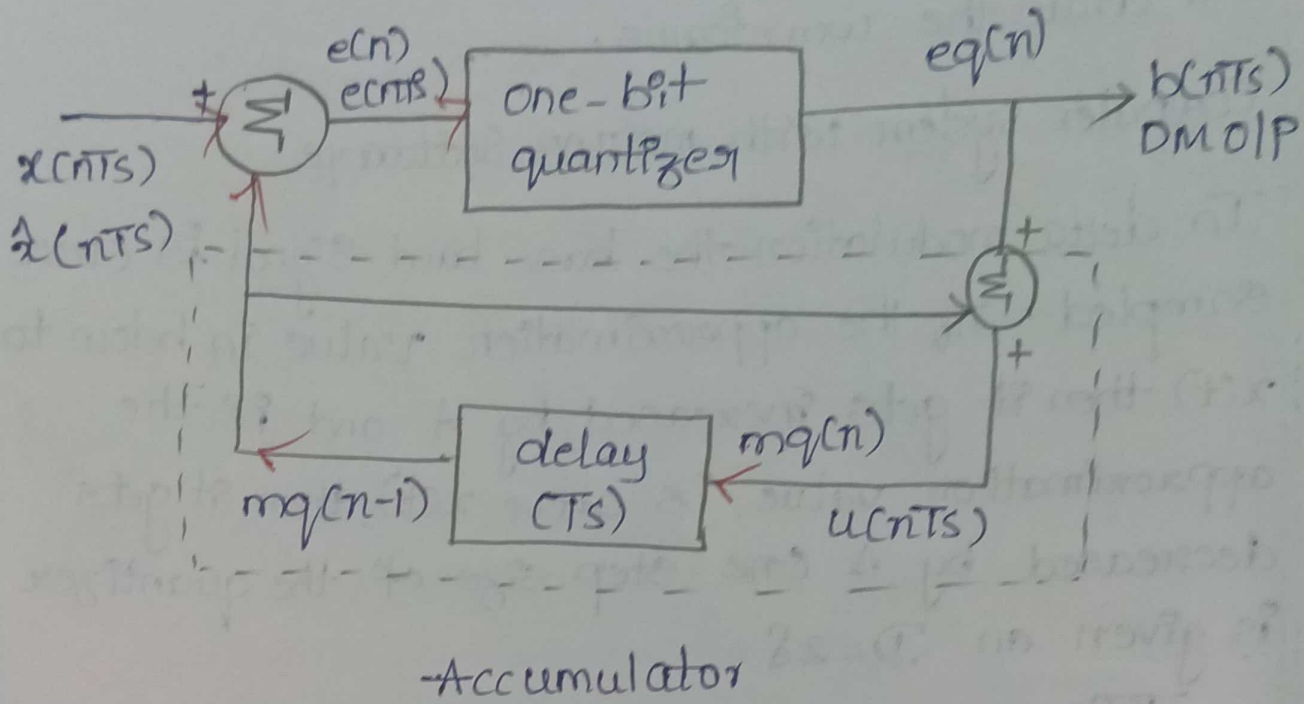 e(n)
e(nTs)
+
Σ
one-bit
quantizer
eq(n)
b(nTs)
DM O/P
x(nTs)
x̂(nTs)
+
Σ
+
delay
(Ts)
mq(n)
mq(n-1)
u(nTs)
Accumulator